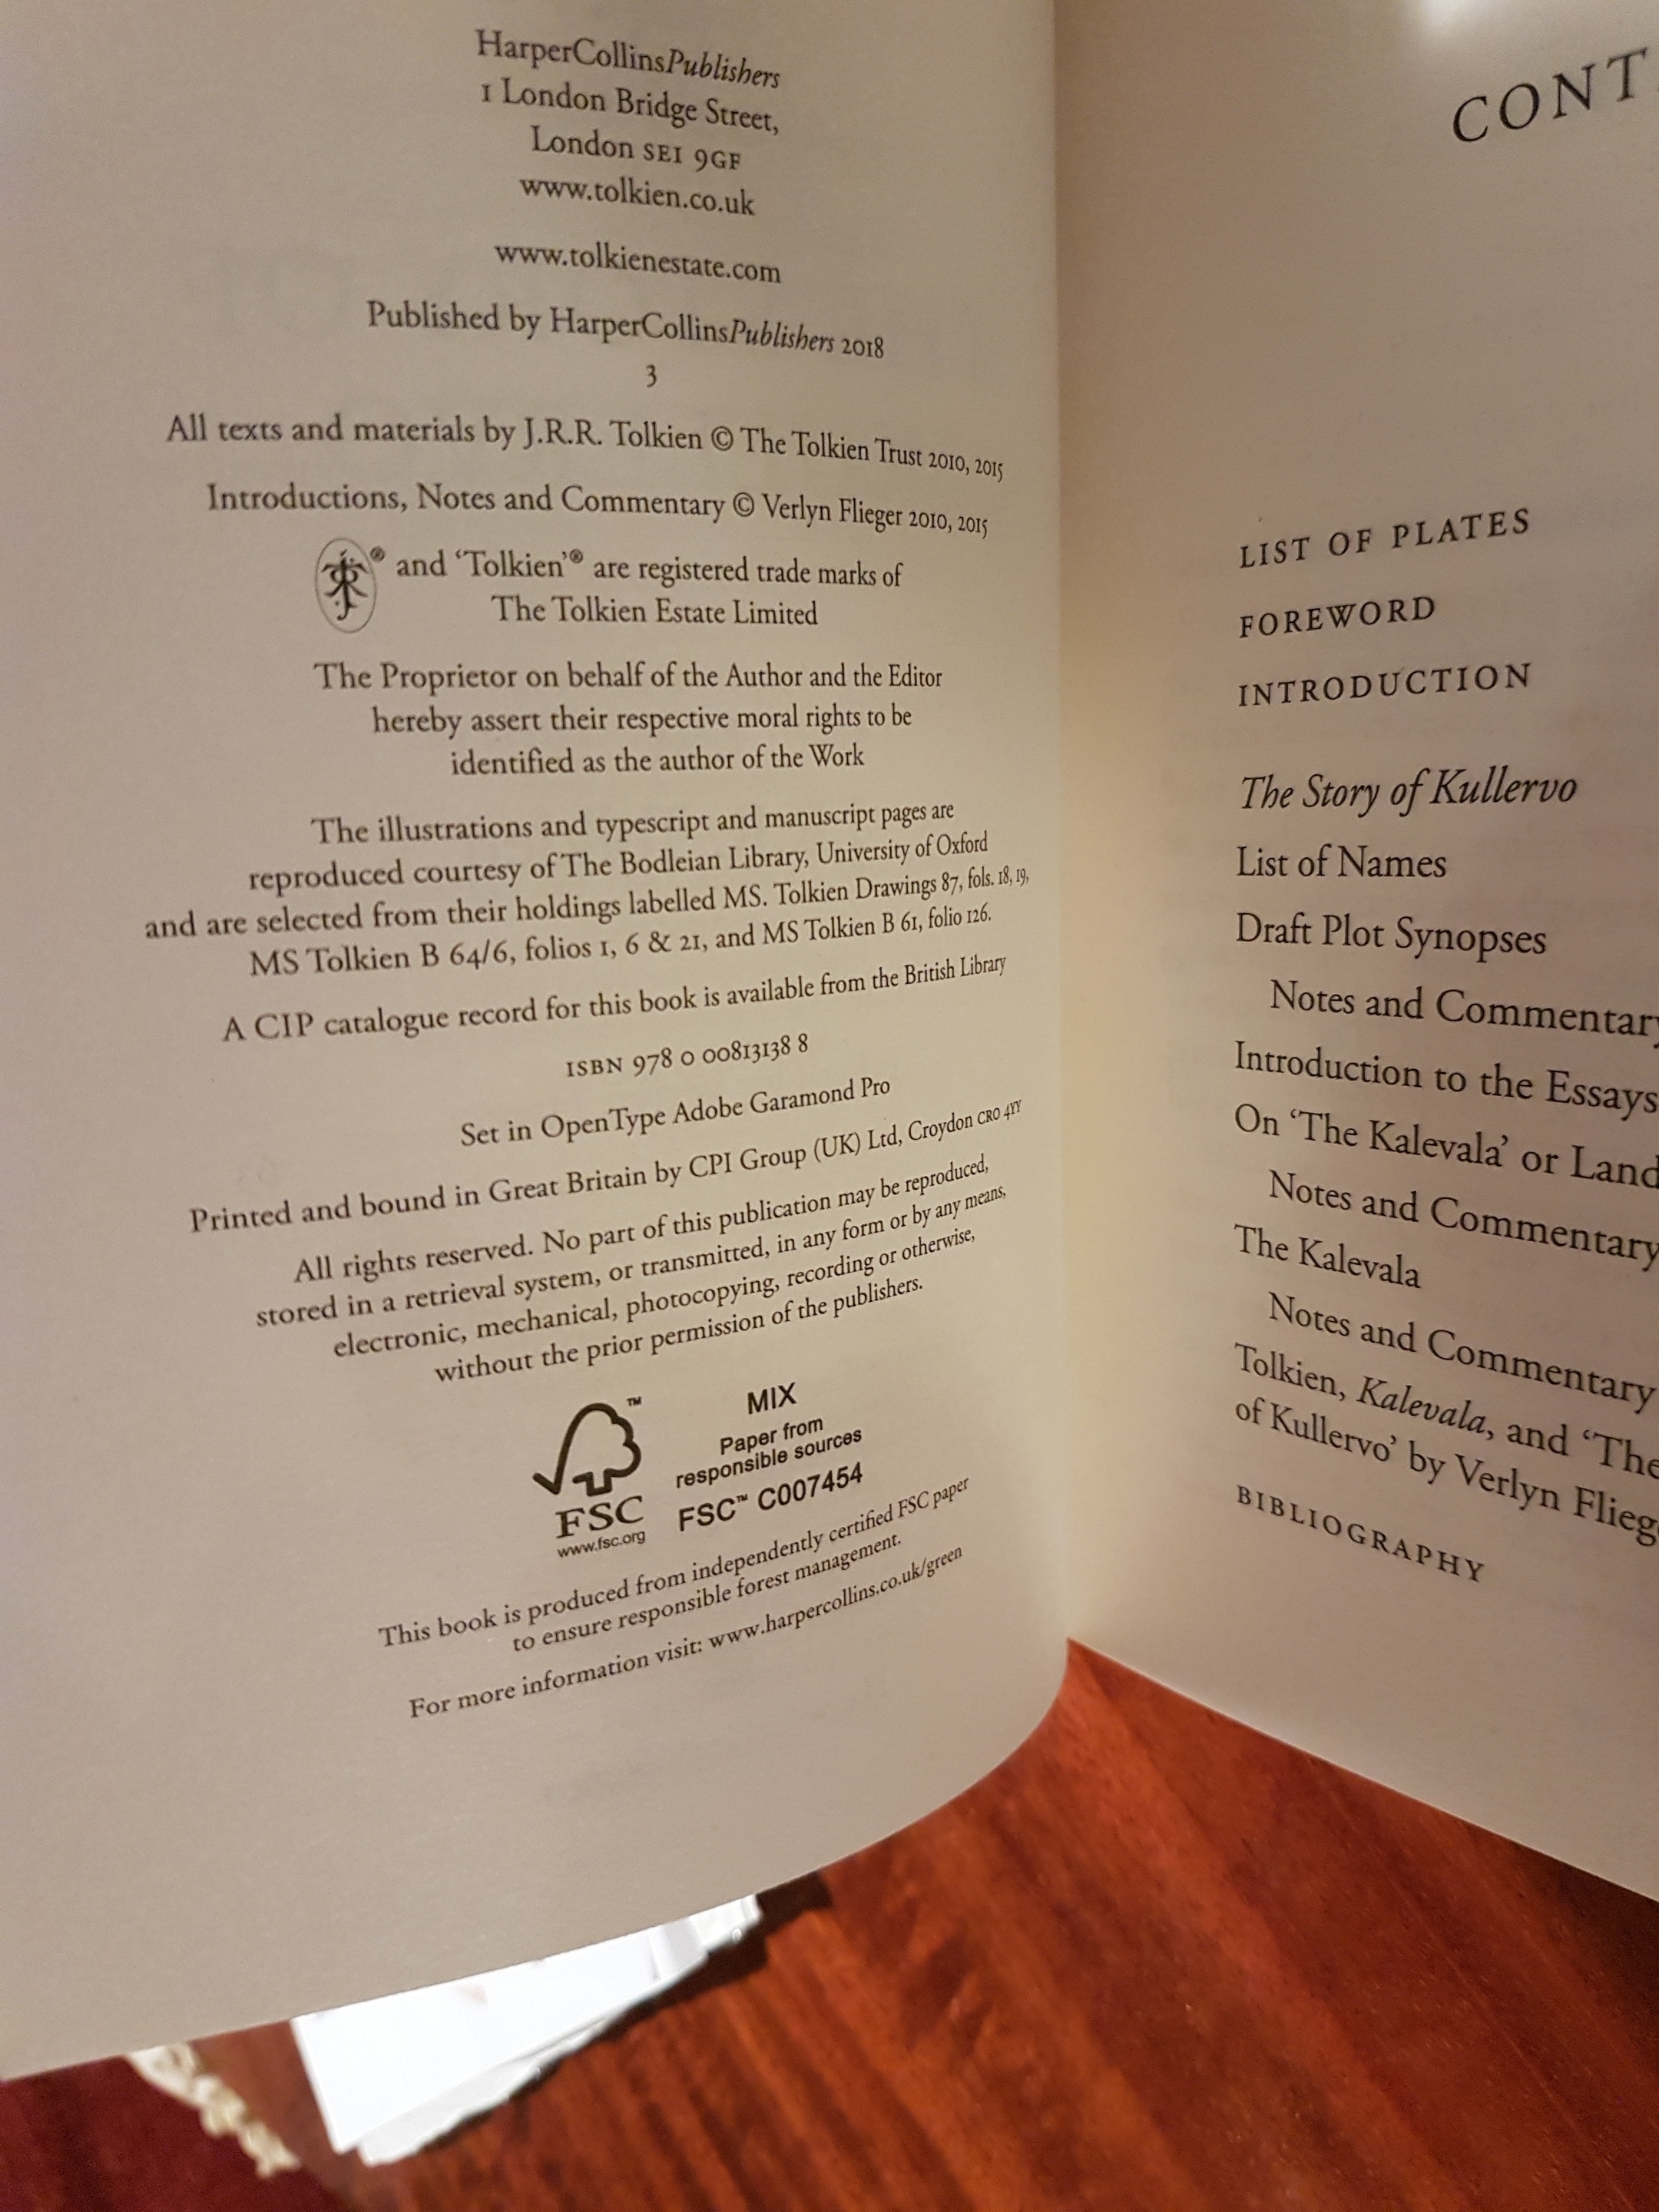 HarperCollinsPublishers
1 London Bridge Street,
London SE1 9GF
www.tolkien.co.uk
www.tolkienestate.com
Published by HarperCollinsPublishers 2018
3
All texts and materials by J.R.R. Tolkien © The Tolkien Trust 2010, 2015
Introductions, Notes and Commentary © Verlyn Flieger 2010, 2015
® and ‘Tolkien’® are registered trade marks of
The Tolkien Estate Limited
The Proprietor on behalf of the Author and the Editor
hereby assert their respective moral rights to be
identified as the author of the Work
The illustrations and typescript and manuscript pages are
reproduced courtesy of The Bodleian Library, University of Oxford
and are selected from their holdings labelled MS. Tolkien Drawings 87, fols. 18, 19,
MS Tolkien B 64/6, folios 1, 6 & 21, and MS Tolkien B 61, folio 126.
A CIP catalogue record for this book is available from the British Library
ISBN 978 0 00813138 8
Set in OpenType Adobe Garamond Pro
Printed and bound in Great Britain by CPI Group (UK) Ltd, Croydon CR0 4YY
All rights reserved. No part of this publication may be reproduced,
stored in a retrieval system, or transmitted, in any form or by any means,
electronic, mechanical, photocopying, recording or otherwise,
without the prior permission of the publishers.
FSC™
www.fsc.org
MIX
Paper from
responsible sources
FSC™ C007454
This book is produced from independently certified FSC paper
to ensure responsible forest management.
For more information visit: www.harpercollins.co.uk/green
CONT
LIST OF PLATES
FOREWORD
INTRODUCTION
The Story of Kullervo
List of Names
Draft Plot Synopses
Notes and Commentary
Introduction to the Essays
On ‘The Kalevala’ or Land
Notes and Commentary
The Kalevala
Notes and Commentary
Tolkien, Kalevala, and ‘The
of Kullervo’ by Verlyn Flieg
BIBLIOGRAPHY